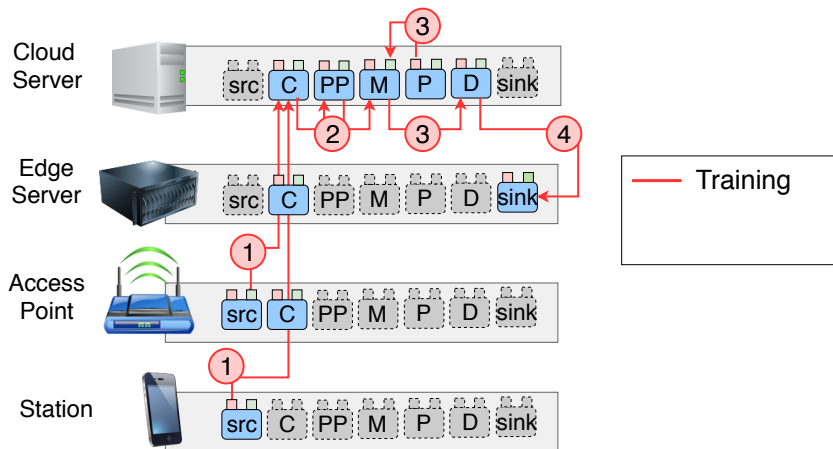 3
Cloud
Server
src C PP M P D sink
2 3 4
Edge
Server
src C PP M P D sink
Training
1
Access
Point
src C PP M P D sink
1
Station
src C PP M P D sink